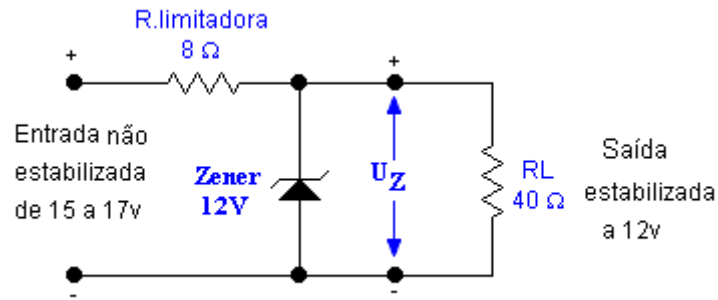 R.limitadora
8 Ω
+
+
Entrada não
estabilizada
de 15 a 17v
Zener
12V
UZ
RL
40 Ω
Saída
estabilizada
a 12v
-
-